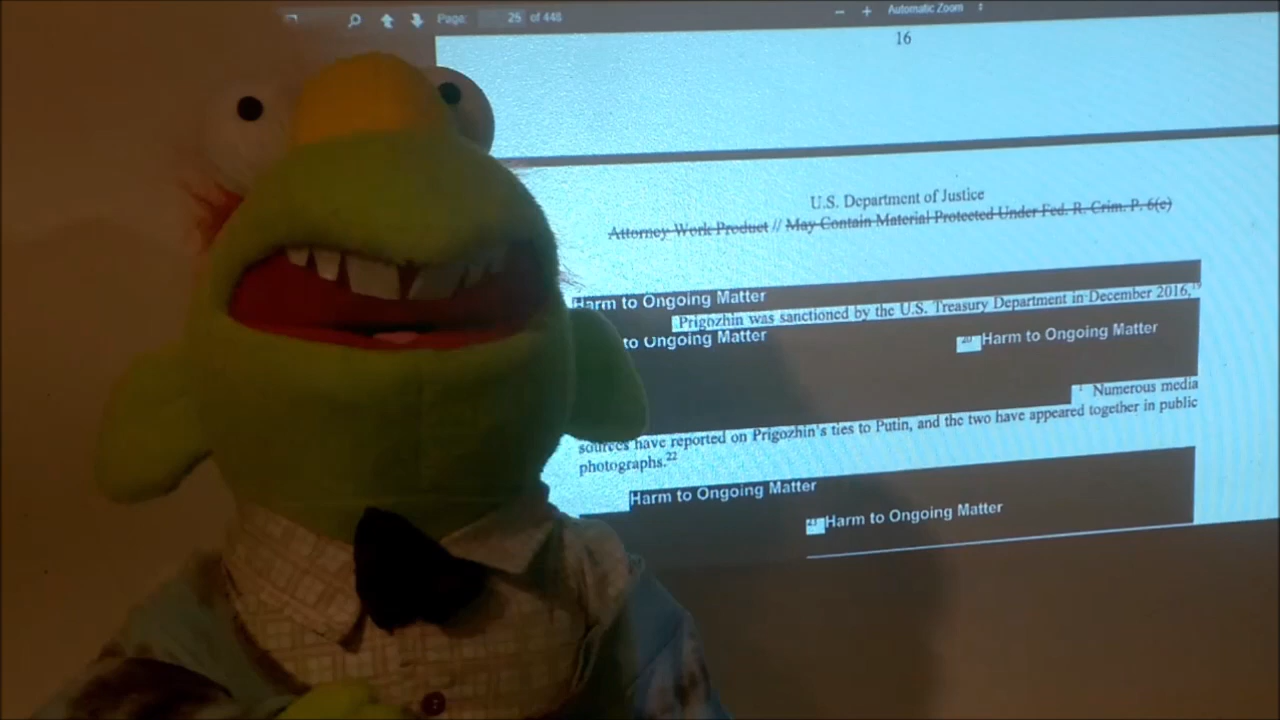 Page: 25 of 448 − + Automatic Zoom
16
U.S. Department of Justice
Attorney Work Product // May Contain Material Protected Under Fed. R. Crim. P. 6(e)
Harm to Ongoing Matter
Prigozhin was sanctioned by the U.S. Treasury Department in December 2016,19
to Ongoing Matter 20 Harm to Ongoing Matter
Numerous media
sources have reported on Prigozhin's ties to Putin, and the two have appeared together in public
photographs.22
Harm to Ongoing Matter
Harm to Ongoing Matter